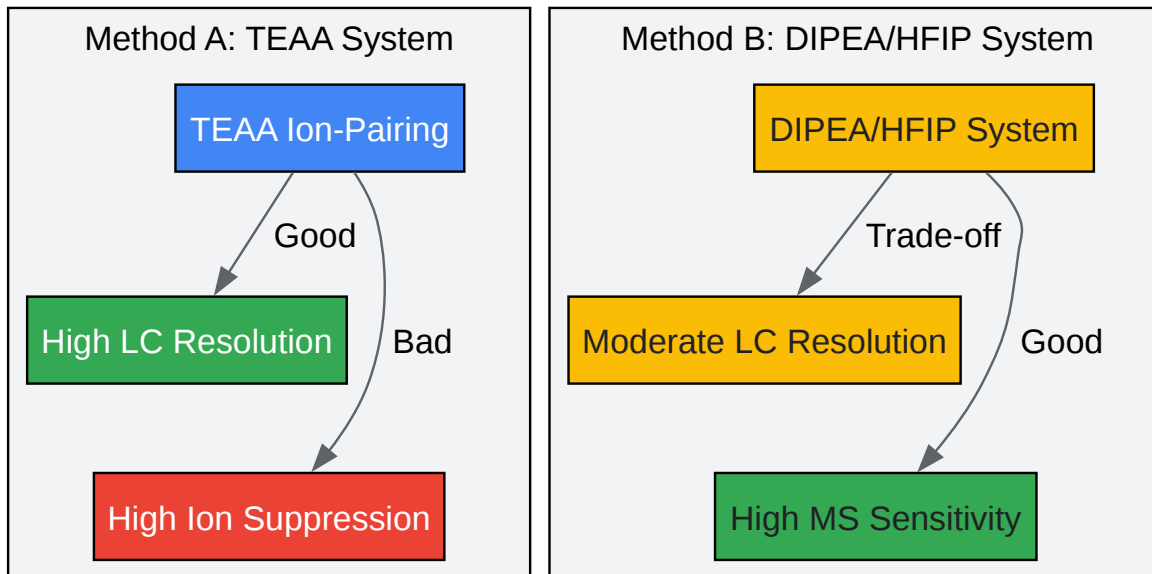 Method A: TEAA System
TEAA Ion-Pairing
Good
High LC Resolution
Bad
High Ion Suppression
Method B: DIPEA/HFIP System
DIPEA/HFIP System
Trade-off
Moderate LC Resolution
Good
High MS Sensitivity